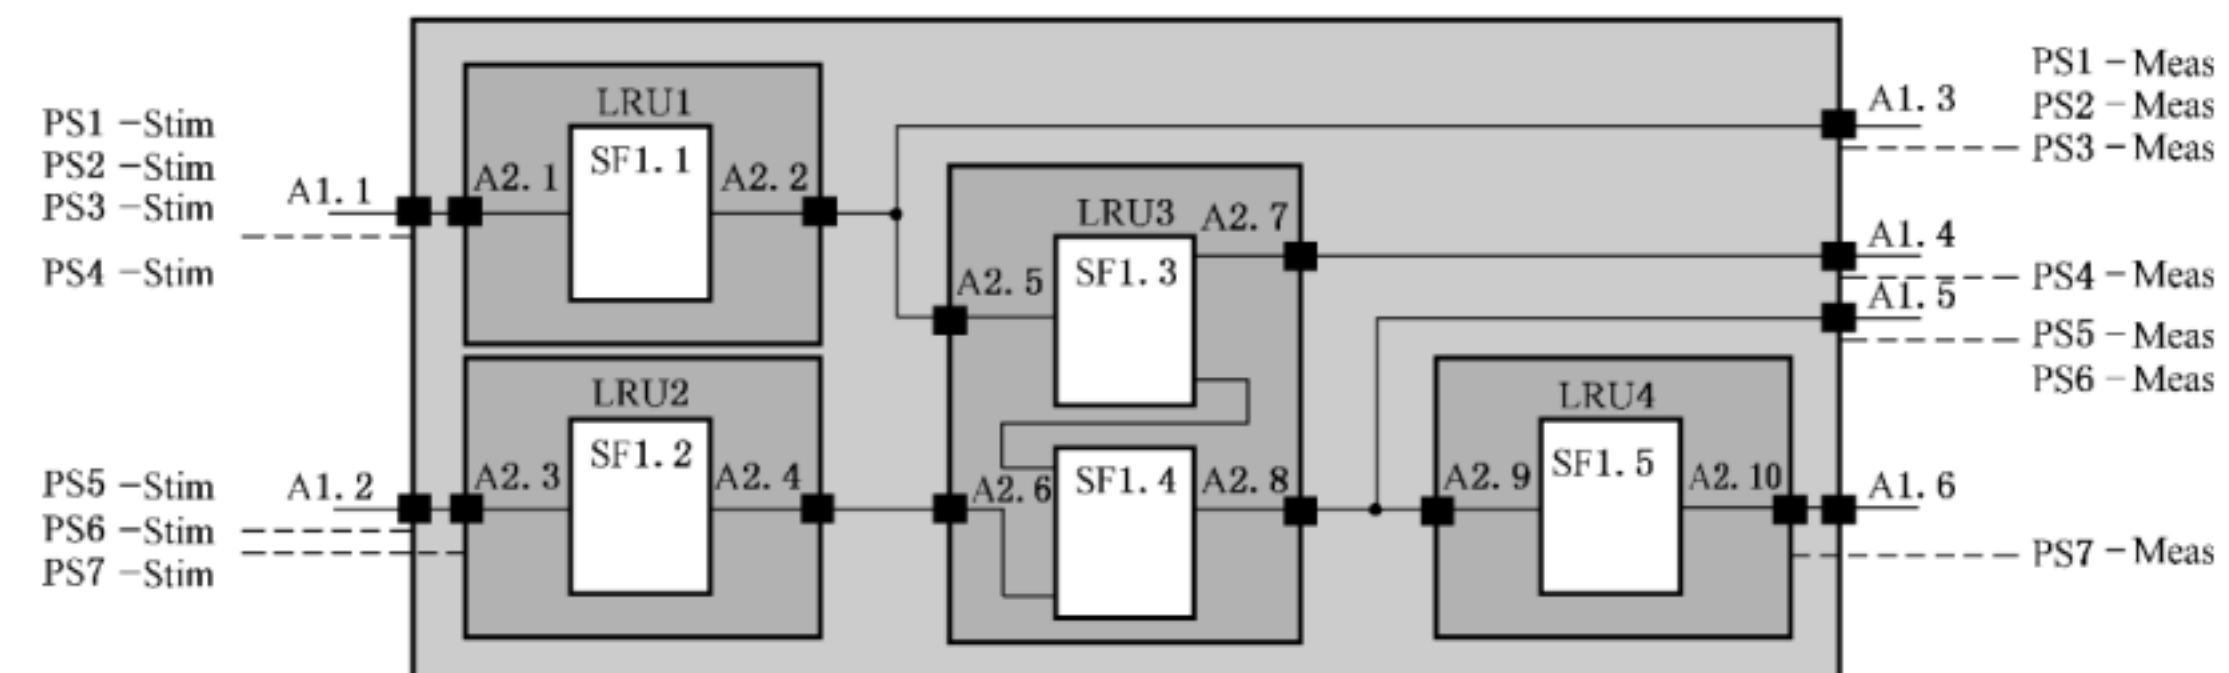 PS1 –Stim
PS2 –Stim
PS3 –Stim
PS4 –Stim
A1. 1
PS5 –Stim
PS6 –Stim
PS7 –Stim
A1. 2
LRU1
SF1. 1
A2. 1
A2. 2
LRU2
SF1. 2
A2. 3
A2. 4
LRU3
A2. 7
SF1. 3
A2. 5
A2. 6
SF1. 4
A2. 8
LRU4
SF1. 5
A2. 9
A2. 10
A1. 3
A1. 4
A1. 5
A1. 6
PS1 –Meas
PS2 –Meas
PS3 –Meas
PS4 –Meas
PS5 –Meas
PS6 –Meas
PS7 –Meas